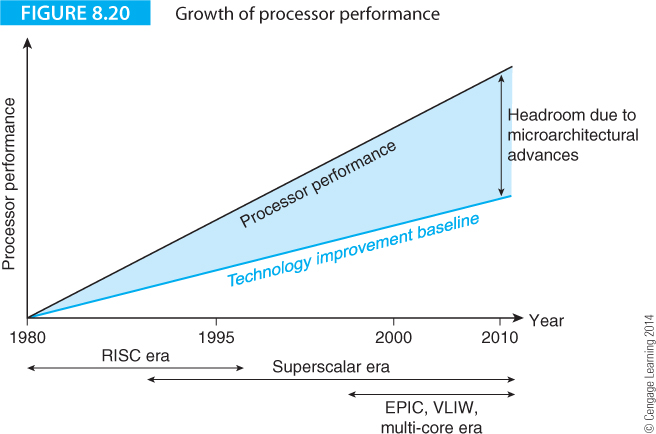 FIGURE 8.20 Growth of processor performance
Processor performance
Processor performance
Technology improvement baseline
Headroom due to
microarchitectural
advances
1980 1995 2000 2010 Year
RISC era
Superscalar era
EPIC, VLIW,
multi-core era
© Cengage Learning 2014